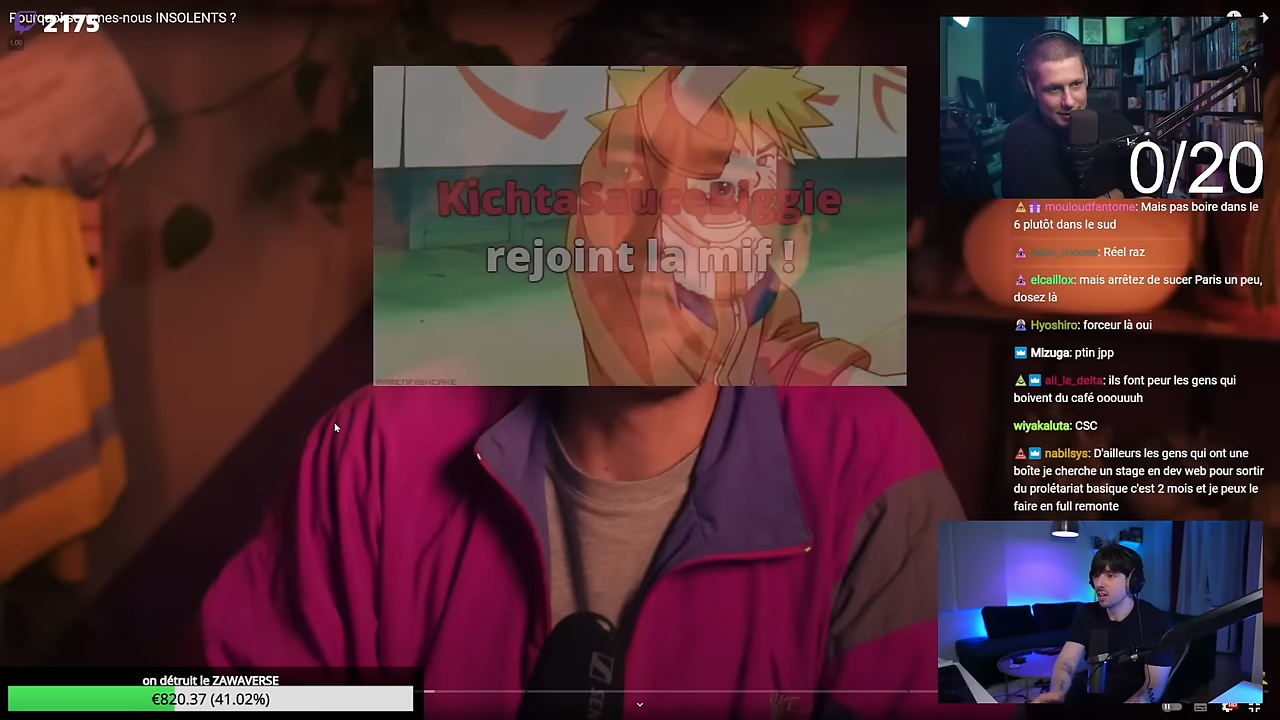 Pourquoi sommes-nous INSOLENTS ?
2175
1.00
KichtaSauceBiggie
rejoint la mif !
RAMENFIISHCAKE
0/20
mouloudfantome: Mais pas boire dans le
6 plutôt dans le sud
: Réel raz
elcaillox: mais arrêtez de sucer Paris un peu,
dosez là
Hyoshiro: forceur là oui
Mizuga: ptin jpp
ali_le_delta: ils font peur les gens qui
boivent du café ooouuuh
wiyakaluta: CSC
nabilsys: D'ailleurs les gens qui ont une
boîte je cherche un stage en dev web pour sortir
du prolétariat basique c'est 2 mois et je peux le
faire en full remonte
on détruit le ZAWAVERSE
€820.37 (41.02%)